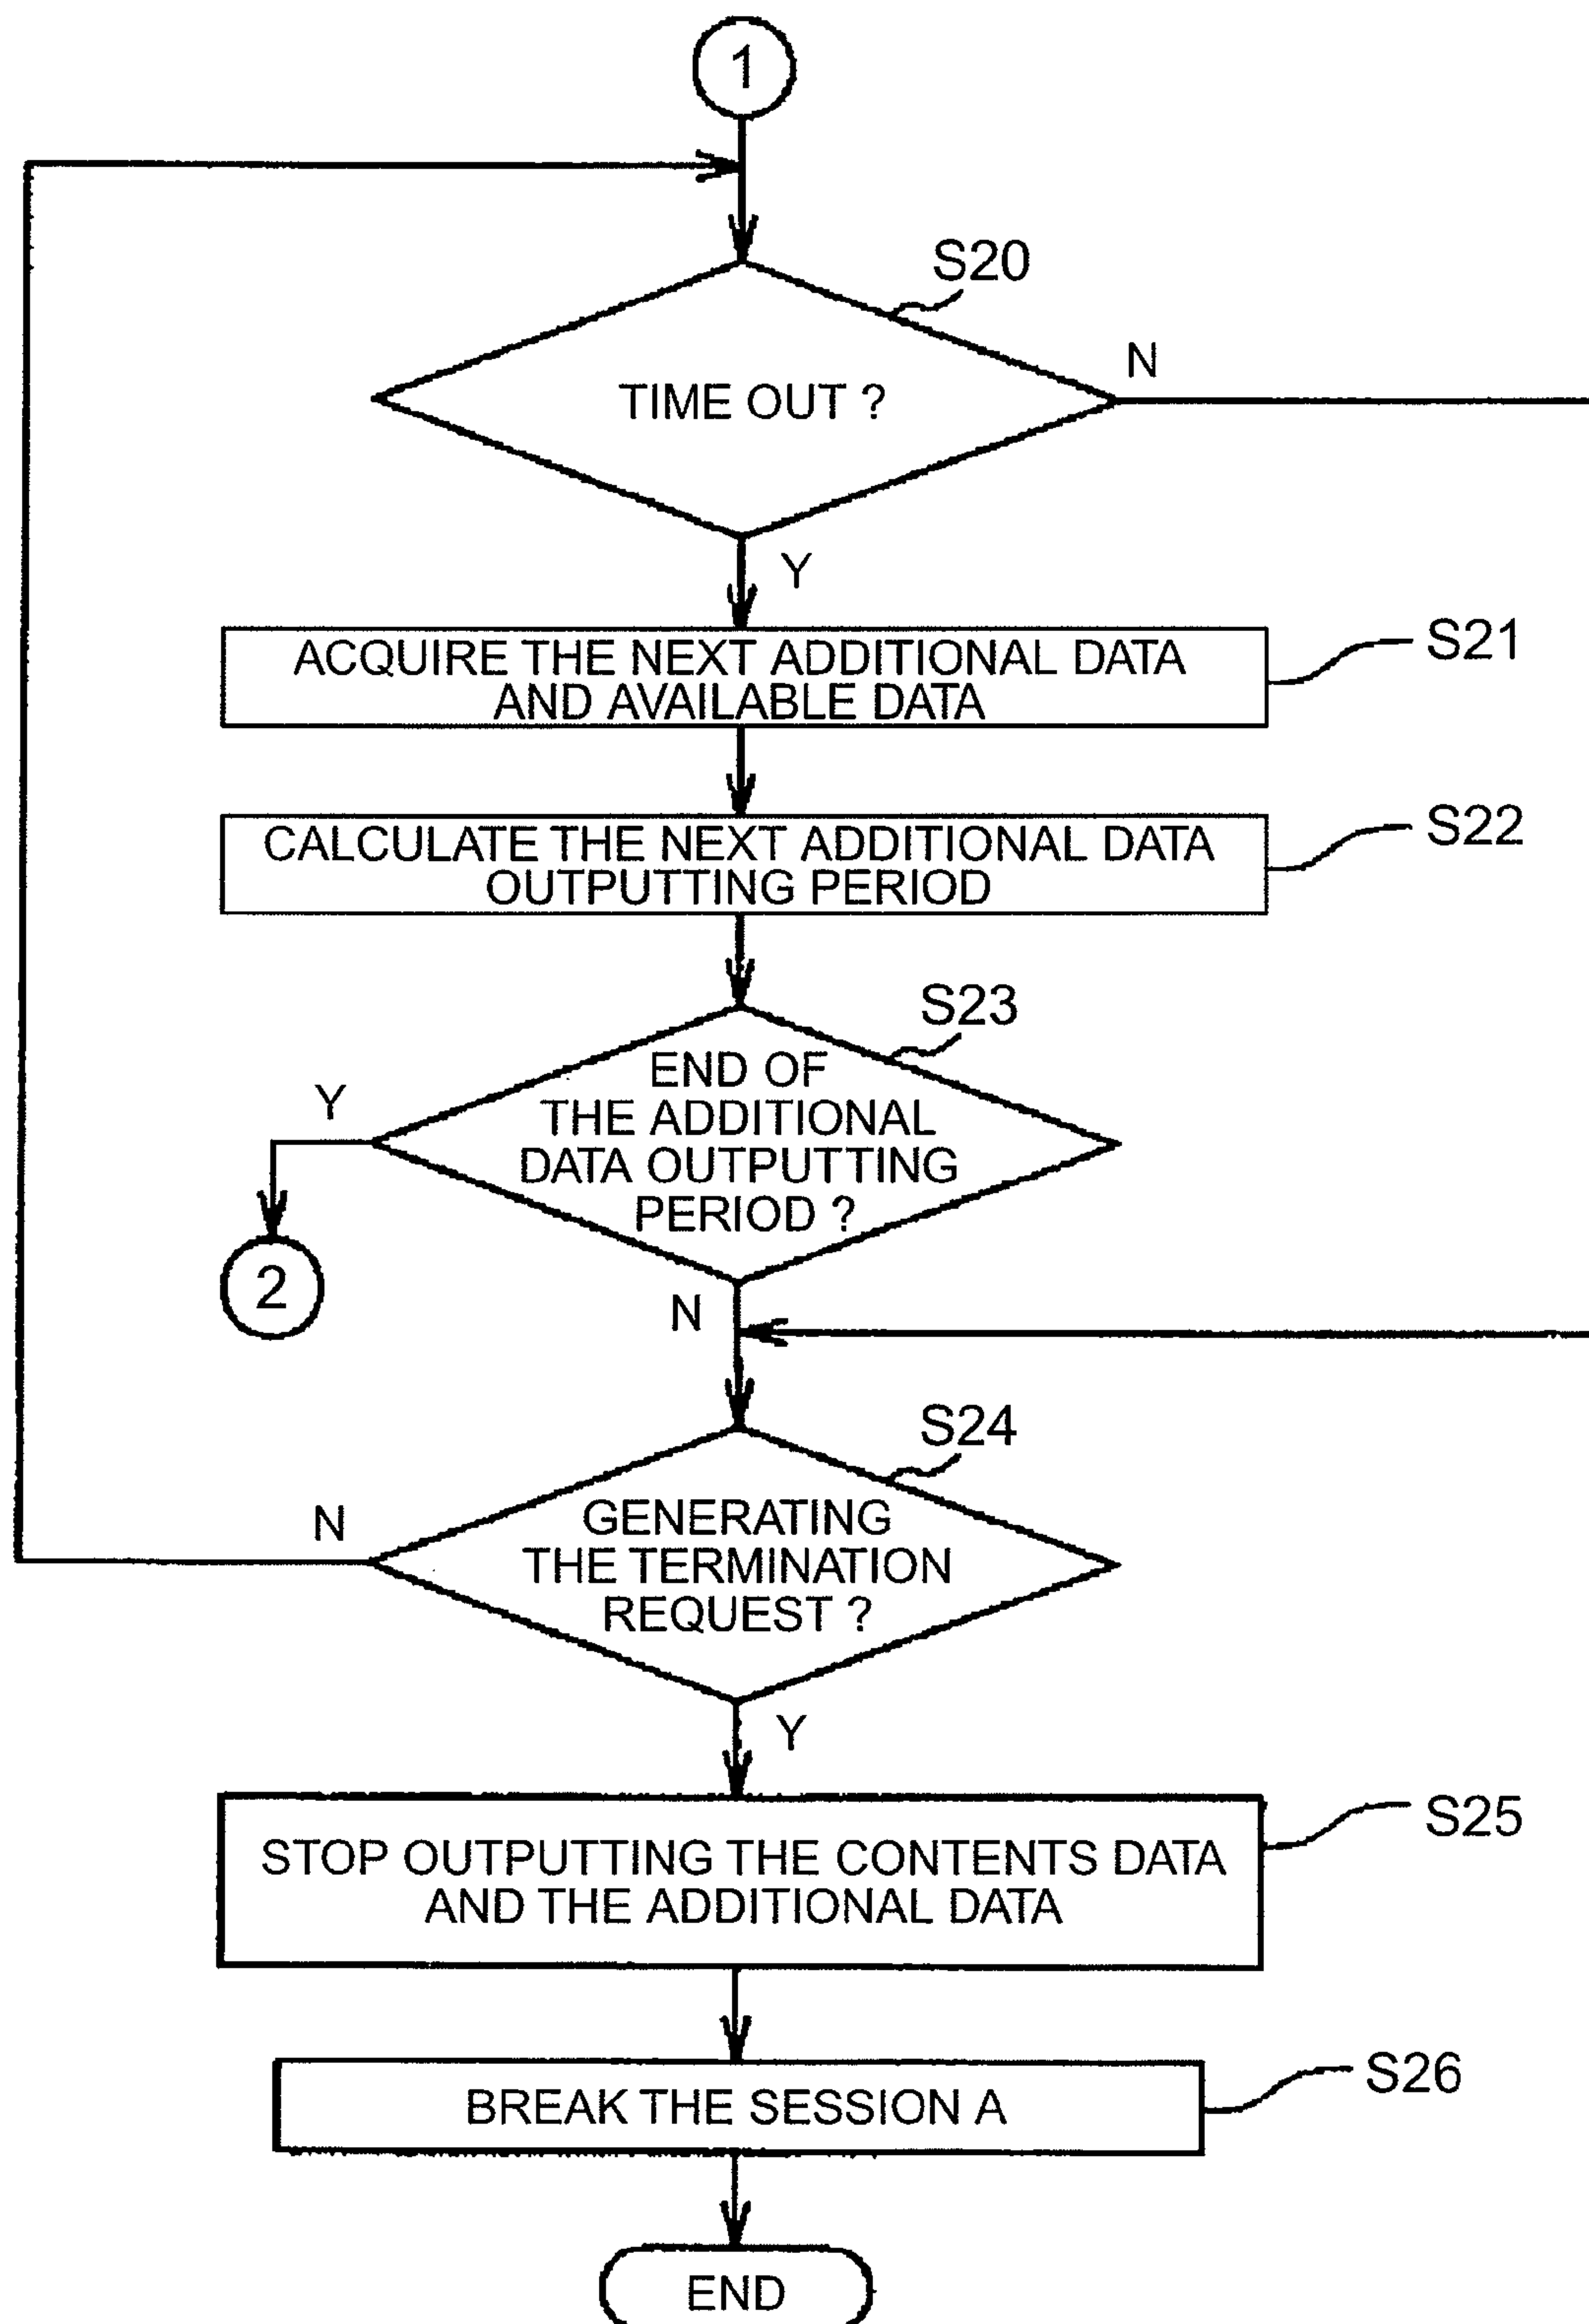 1
S20
TIME OUT ?
N
Y
ACQUIRE THE NEXT ADDITIONAL DATA
AND AVAILABLE DATA
S21
CALCULATE THE NEXT ADDITIONAL DATA
OUTPUTTING PERIOD
S22
S23
END OF
THE ADDITIONAL
DATA OUTPUTTING
PERIOD ?
Y
2
N
S24
GENERATING
THE TERMINATION
REQUEST ?
N
Y
STOP OUTPUTTING THE CONTENTS DATA
AND THE ADDITIONAL DATA
S25
BREAK THE SESSION A
S26
END